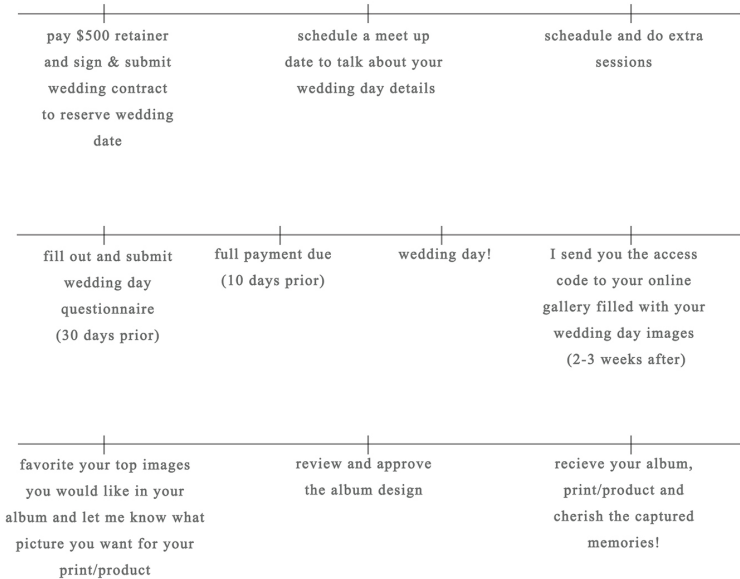 pay $500 retainer
and sign & submit
wedding contract
to reserve wedding
date
schedule a meet up
date to talk about your
wedding day details
scheadule and do extra
sessions
fill out and submit
wedding day
questionnaire
(30 days prior)
full payment due
(10 days prior)
wedding day!
I send you the access
code to your online
gallery filled with your
wedding day images
(2-3 weeks after)
favorite your top images
you would like in your
album and let me know what
picture you want for your
print/product
review and approve
the album design
recieve your album,
print/product and
cherish the captured
memories!